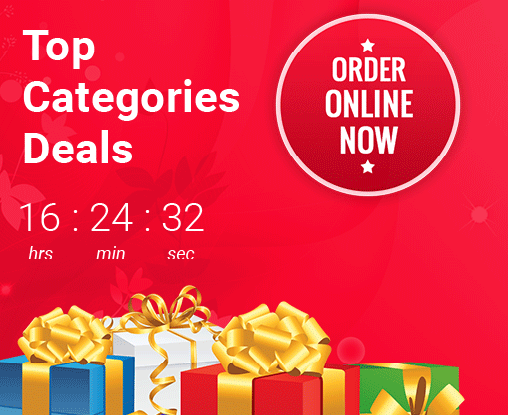 Top
Categories
Deals
ORDER
ONLINE
NOW
16 : 24 : 32
hrs min sec